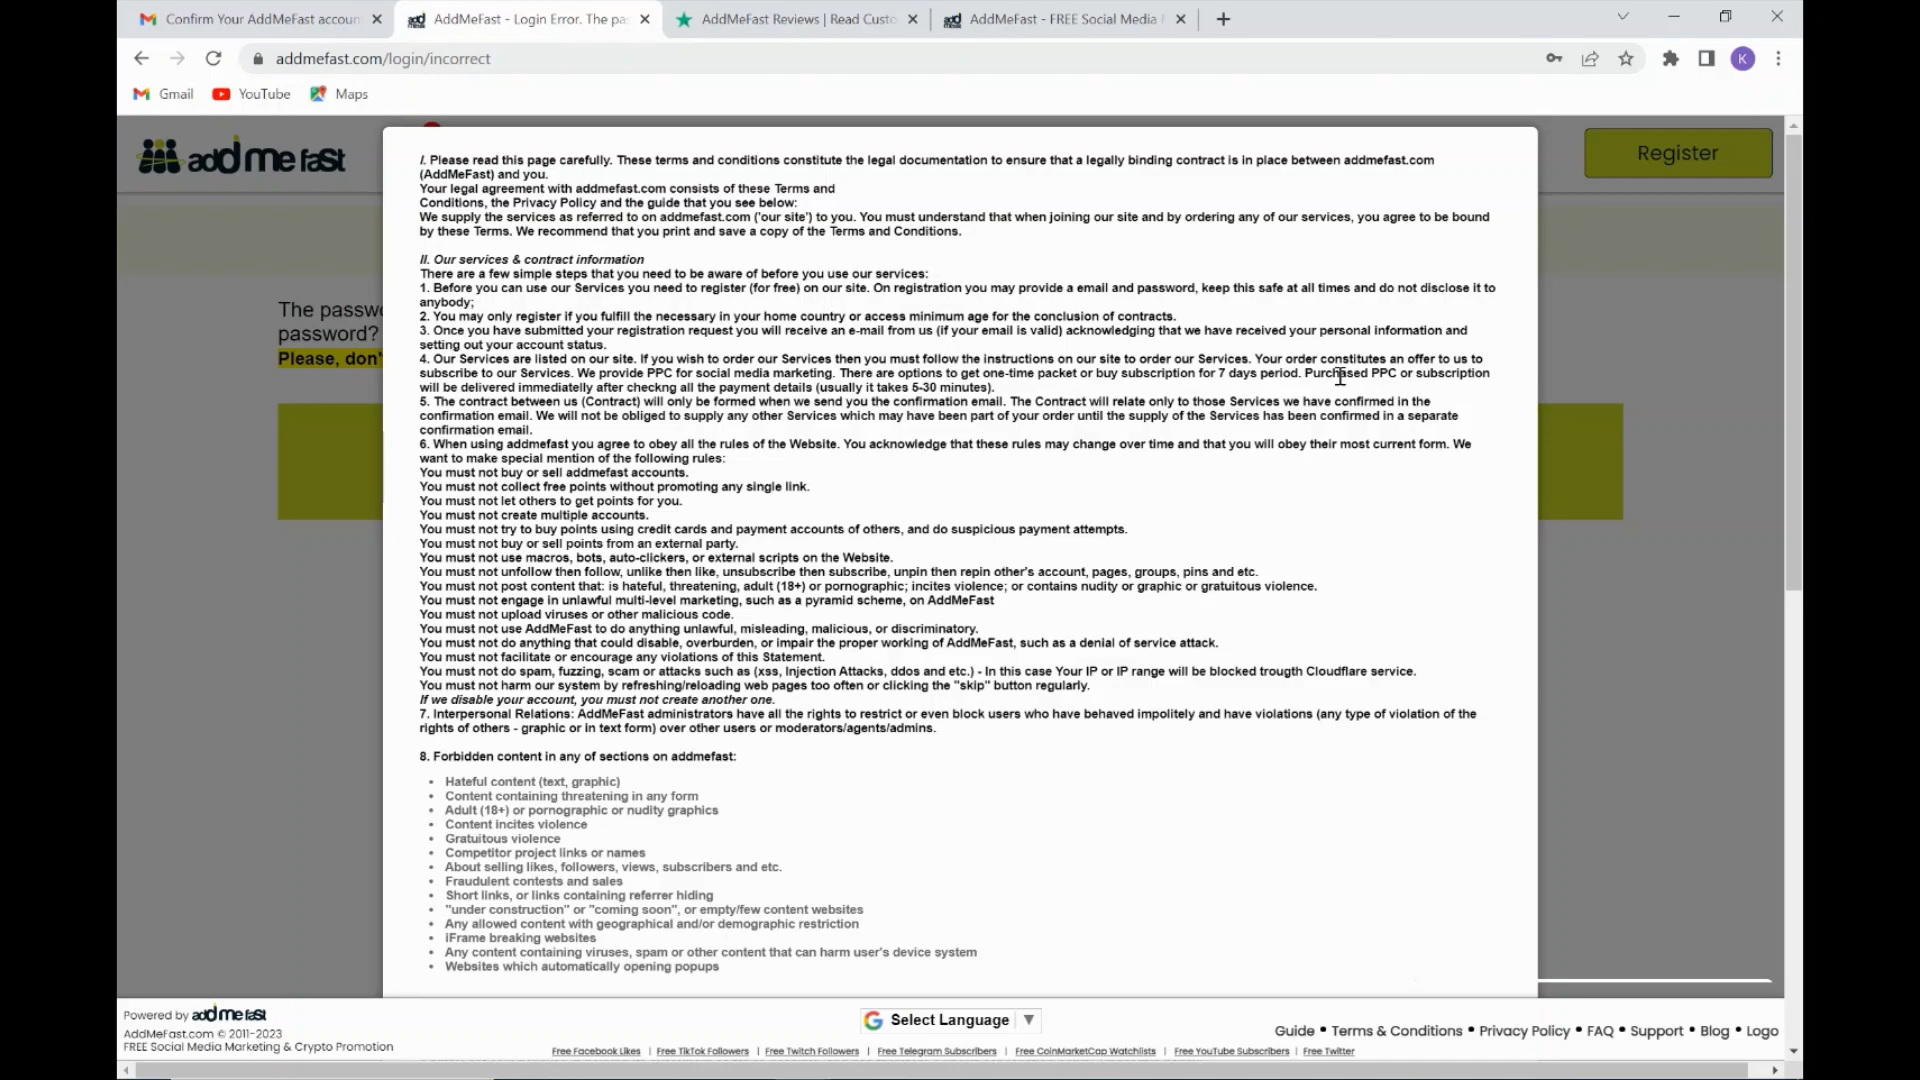 Confirm Your AddMeFast accoun
AddMeFast - Login Error. The pa
AddMeFast Reviews | Read Custo
AddMeFast - FREE Social Media
addmefast.com/login/incorrect
K
Gmail
YouTube
Maps
add me fast
Register
The passwo
password?
Please, don'
I. Please read this page carefully. These terms and conditions constitute the legal documentation to ensure that a legally binding contract is in place between addmefast.com
(AddMeFast) and you.
Your legal agreement with addmefast.com consists of these Terms and
Conditions, the Privacy Policy and the guide that you see below:
We supply the services as referred to on addmefast.com ('our site') to you. You must understand that when joining our site and by ordering any of our services, you agree to be bound
by these Terms. We recommend that you print and save a copy of the Terms and Conditions.
II. Our services & contract information
There are a few simple steps that you need to be aware of before you use our services:
1. Before you can use our Services you need to register (for free) on our site. On registration you may provide a email and password, keep this safe at all times and do not disclose it to
anybody;
2. You may only register if you fulfill the necessary in your home country or access minimum age for the conclusion of contracts.
3. Once you have submitted your registration request you will receive an e-mail from us (if your email is valid) acknowledging that we have received your personal information and
setting out your account status.
4. Our Services are listed on our site. If you wish to order our Services then you must follow the instructions on our site to order our Services. Your order constitutes an offer to us to
subscribe to our Services. We provide PPC for social media marketing. There are options to get one-time packet or buy subscription for 7 days period. Purchased PPC or subscription
will be delivered immediatelly after checkng all the payment details (usually it takes 5-30 minutes).
5. The contract between us (Contract) will only be formed when we send you the confirmation email. The Contract will relate only to those Services we have confirmed in the
confirmation email. We will not be obliged to supply any other Services which may have been part of your order until the supply of the Services has been confirmed in a separate
confirmation email.
6. When using addmefast you agree to obey all the rules of the Website. You acknowledge that these rules may change over time and that you will obey their most current form. We
want to make special mention of the following rules:
You must not buy or sell addmefast accounts.
You must not collect free points without promoting any single link.
You must not let others to get points for you.
You must not create multiple accounts.
You must not try to buy points using credit cards and payment accounts of others, and do suspicious payment attempts.
You must not buy or sell points from an external party.
You must not use macros, bots, auto-clickers, or external scripts on the Website.
You must not unfollow then follow, unlike then like, unsubscribe then subscribe, unpin then repin other's account, pages, groups, pins and etc.
You must not post content that: is hateful, threatening, adult (18+) or pornographic; incites violence; or contains nudity or graphic or gratuitous violence.
You must not engage in unlawful multi-level marketing, such as a pyramid scheme, on AddMeFast
You must not upload viruses or other malicious code.
You must not use AddMeFast to do anything unlawful, misleading, malicious, or discriminatory.
You must not do anything that could disable, overburden, or impair the proper working of AddMeFast, such as a denial of service attack.
You must not facilitate or encourage any violations of this Statement.
You must not do spam, fuzzing, scam or attacks such as (xss, Injection Attacks, ddos and etc.) - In this case Your IP or IP range will be blocked trougth Cloudflare service.
You must not harm our system by refreshing/reloading web pages too often or clicking the "skip" button regularly.
If we disable your account, you must not create another one.
7. Interpersonal Relations: AddMeFast administrators have all the rights to restrict or even block users who have behaved impolitely and have violations (any type of violation of the
rights of others - graphic or in text form) over other users or moderators/agents/admins.
8. Forbidden content in any of sections on addmefast:
• Hateful content (text, graphic)
• Content containing threatening in any form
• Adult (18+) or pornographic or nudity graphics
• Content incites violence
• Gratuitous violence
• Competitor project links or names
• About selling likes, followers, views, subscribers and etc.
• Fraudulent contests and sales
• Short links, or links containing referrer hiding
• "under construction" or "coming soon", or empty/few content websites
• Any allowed content with geographical and/or demographic restriction
• iFrame breaking websites
• Any content containing viruses, spam or other content that can harm user's device system
• Websites which automatically opening popups
Powered by add me fast
AddMeFast.com © 2011-2023
FREE Social Media Marketing & Crypto Promotion
Select Language ▼
Guide • Terms & Conditions • Privacy Policy • FAQ • Support • Blog • Logo
Free Facebook Likes | Free TikTok Followers | Free Twitch Followers | Free Telegram Subscribers | Free CoinMarketCap Watchlists | Free YouTube Subscribers | Free Twitter